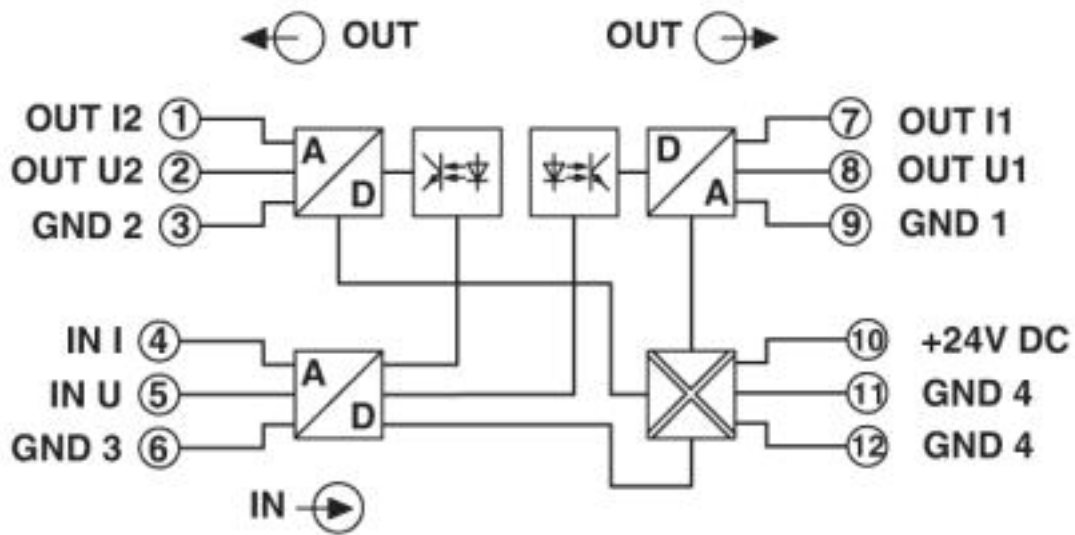 OUT OUT
OUT I2 1 A D 7 OUT I1
OUT U2 2 8 OUT U1
GND 2 3 D A 9 GND 1
IN I 4 A 10 +24V DC
IN U 5 11 GND 4
GND 3 6 D 12 GND 4
IN